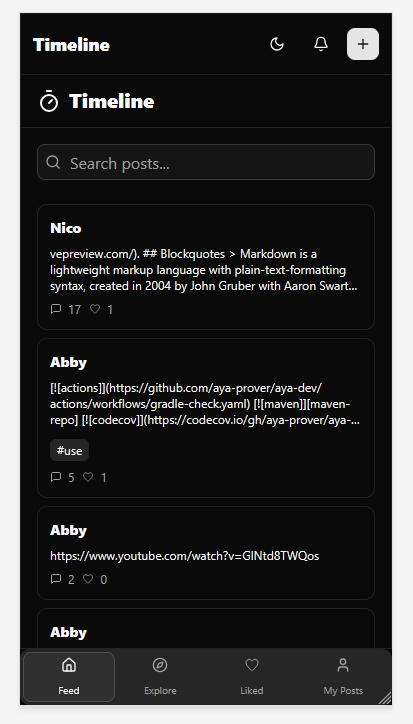 Timeline
Timeline
Search posts...
Nico
vepreview.com/). ## Blockquotes > Markdown is a
lightweight markup language with plain-text-formatting
syntax, created in 2004 by John Gruber with Aaron Swart...
17 1
Abby
[![actions]](https://github.com/aya-prover/aya-dev/
actions/workflows/gradle-check.yaml) [![maven]][maven-
repo] [![codecov]](https://codecov.io/gh/aya-prover/aya-...
#use
5 1
Abby
https://www.youtube.com/watch?v=GlNtd8TWQos
2 0
Abby
Feed Explore Liked My Posts